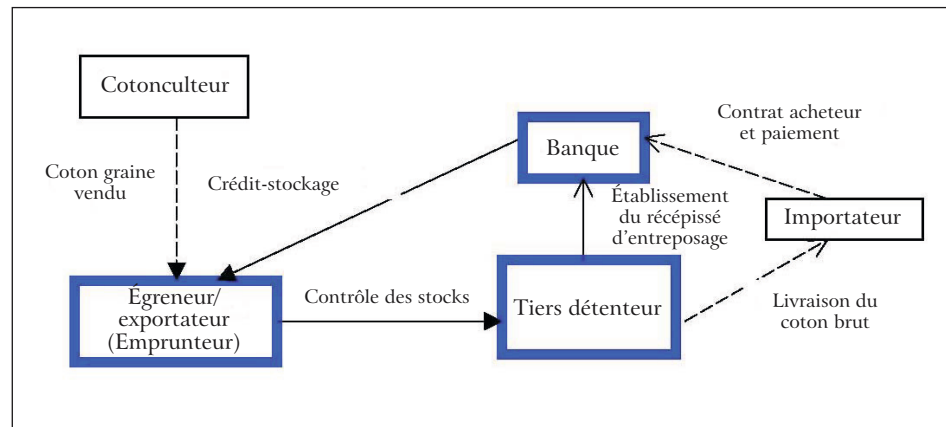 Cotonculteur
Contrat acheteur
et paiement
Banque
Coton graine
vendu
Crédit-stockage
Établissement
du récépissé
d'entreposage
Importateur
Égreneur/
exportateur
(Emprunteur)
Contrôle des stocks
Tiers détenteur
Livraison du
coton brut